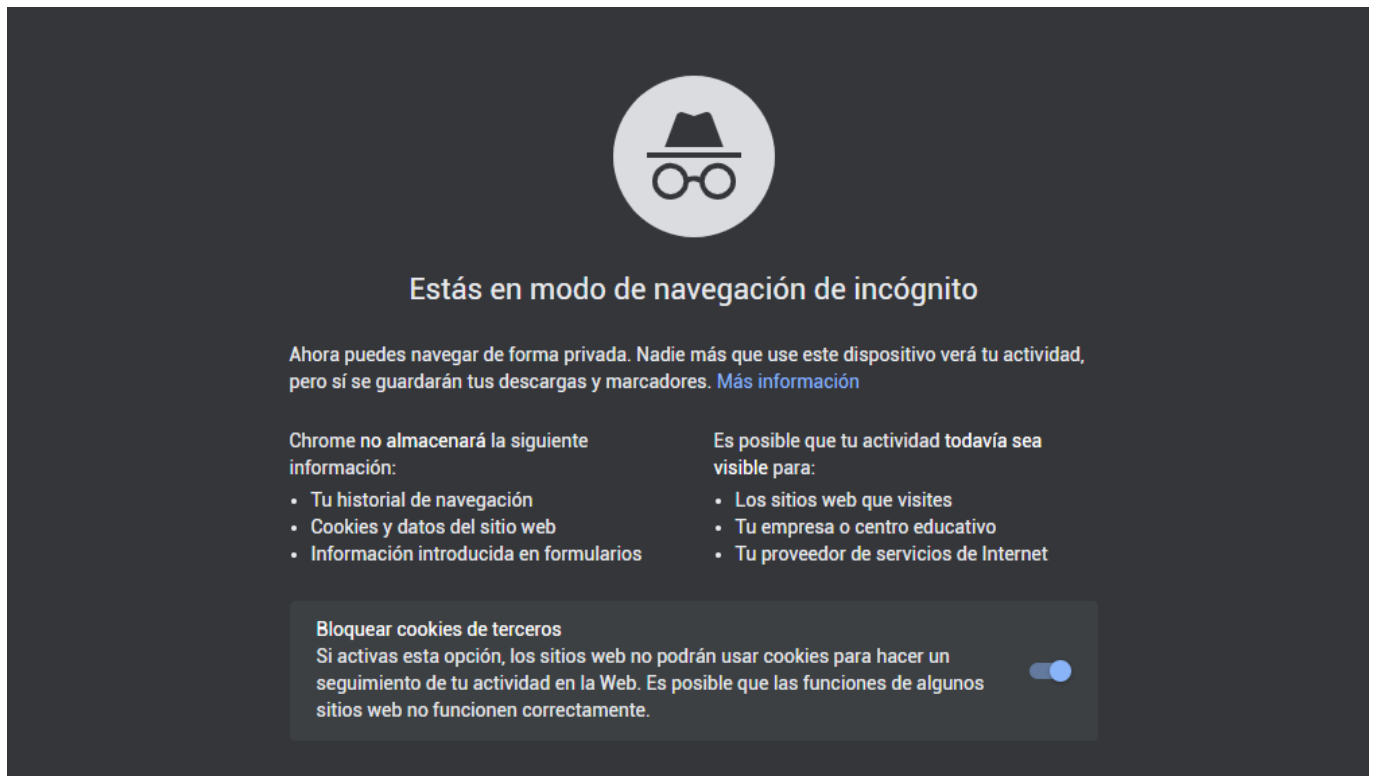 Estás en modo de navegación de incógnito
Ahora puedes navegar de forma privada. Nadie más que use este dispositivo verá tu actividad,
pero sí se guardarán tus descargas y marcadores. Más información
Chrome no almacenará la siguiente
información:
• Tu historial de navegación
• Cookies y datos del sitio web
• Información introducida en formularios
Es posible que tu actividad todavía sea
visible para:
• Los sitios web que visites
• Tu empresa o centro educativo
• Tu proveedor de servicios de Internet
Bloquear cookies de terceros
Si activas esta opción, los sitios web no podrán usar cookies para hacer un
seguimiento de tu actividad en la Web. Es posible que las funciones de algunos
sitios web no funcionen correctamente.